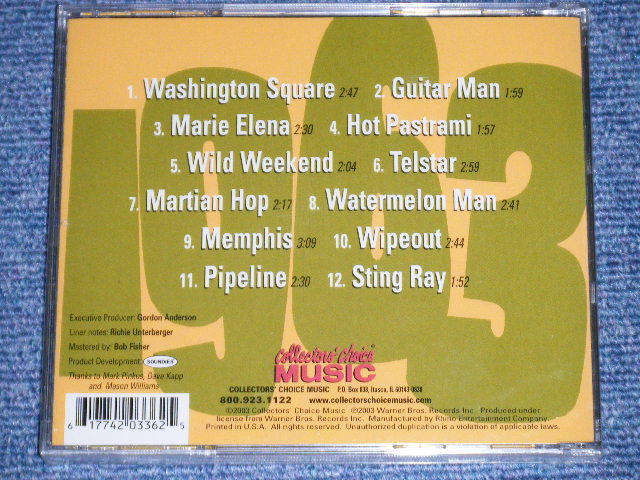 1963
1. Washington Square 2:47 2. Guitar Man 1:59
3. Marie Elena 2:30 4. Hot Pastrami 1:57
5. Wild Weekend 2:04 6. Telstar 2:59
7. Martian Hop 2:17 8. Watermelon Man 2:41
9. Memphis 3:09 10. Wipeout 2:44
11. Pipeline 2:30 12. Sting Ray 1:52
Executive Producer: Gordon Anderson
Liner notes: Richie Unterberger
Mastered by: Bob Fisher
Product Development: SOUNDIES
Thanks to Mark Pinkus, Dave Kapp
and Mason Williams
collectors' choice
MUSIC
COLLECTORS' CHOICE MUSIC P.O. Box 838, Itasca, IL 60143-0838
800.923.1122 www.collectorschoicemusic.com
©2003 Collectors' Choice Music ℗2003 Warner Bros. Records Inc. Produced under
license from Warner Bros. Records Inc. Manufactured by Rhino Entertainment Company.
Printed in U.S.A. All rights reserved. Unauthorized duplication is a violation of applicable laws.
6 17742 03362 5